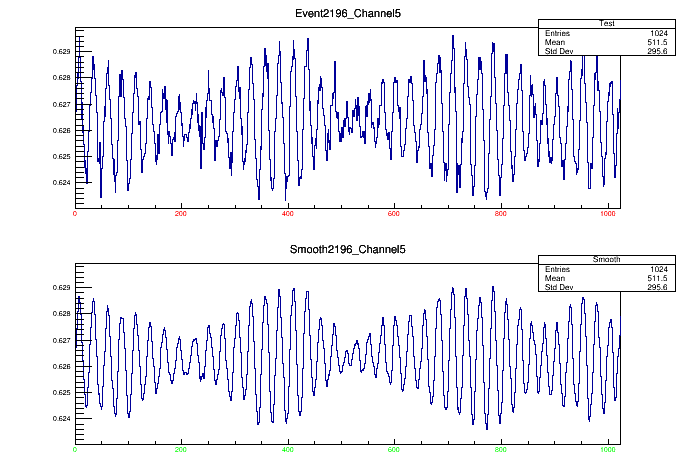 Event2196_Channel5
Test
Entries 1024
Mean 511.5
Std Dev 295.6
0.629
0.628
0.627
0.626
0.625
0.624
0 200 400 600 800 1000
Smooth2196_Channel5
Smooth
Entries 1024
Mean 511.5
Std Dev 295.6
0.629
0.628
0.627
0.626
0.625
0.624
0 200 400 600 800 1000